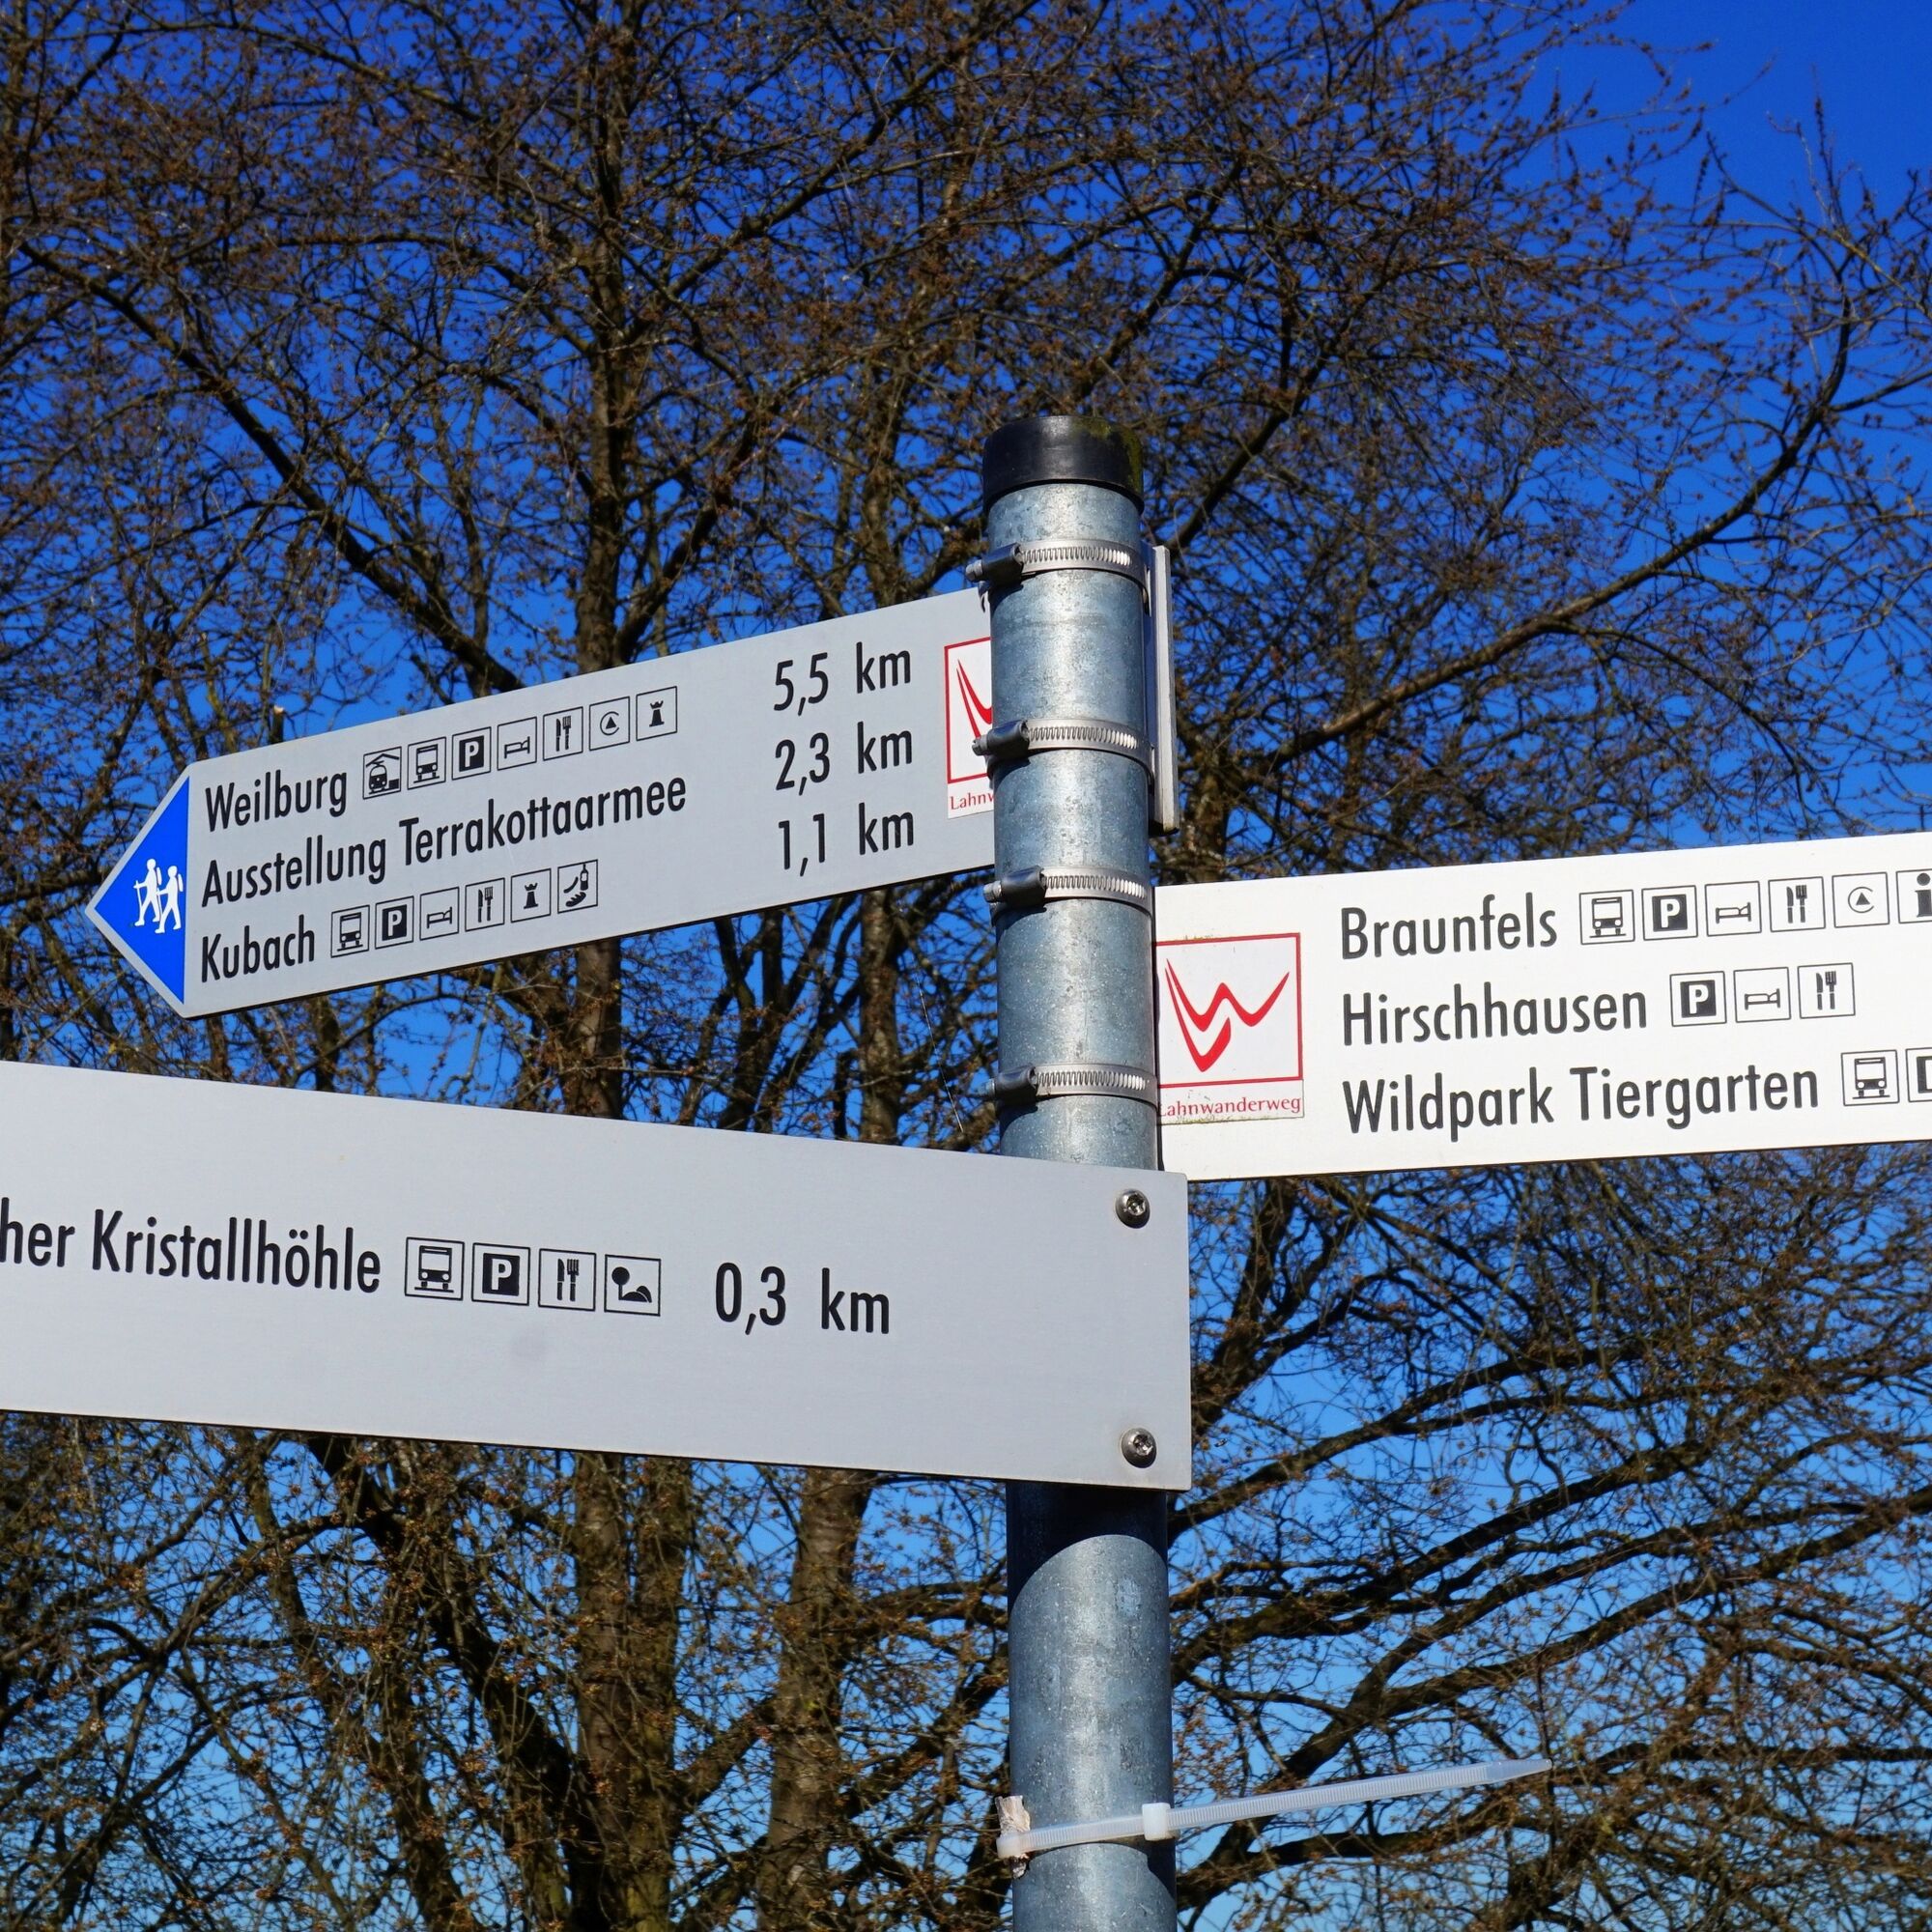 Weilburg 5,5 km
Ausstellung Terrakottaarmee 2,3 km
Kubach 1,1 km
Braunfels
Hirschhausen
Wildpark Tiergarten
Lahnwanderweg
her Kristallhöhle P 0,3 km